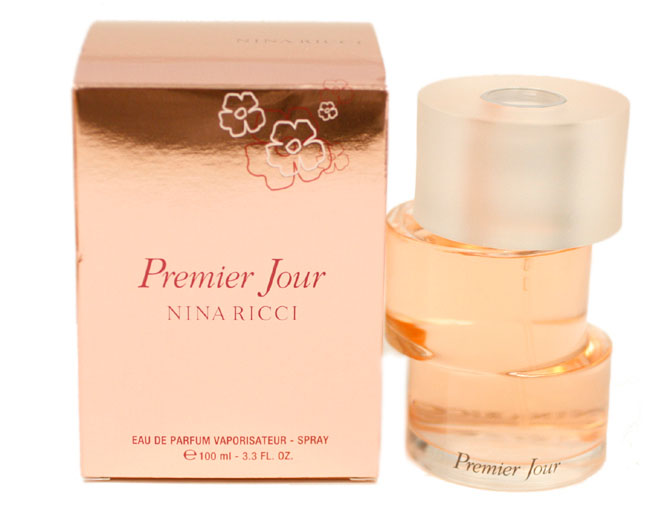 NINA RICCI
Premier Jour
NINA RICCI
EAU DE PARFUM VAPORISATEUR - SPRAY
℮ 100 ml - 3.3 FL. OZ.
Premier Jour